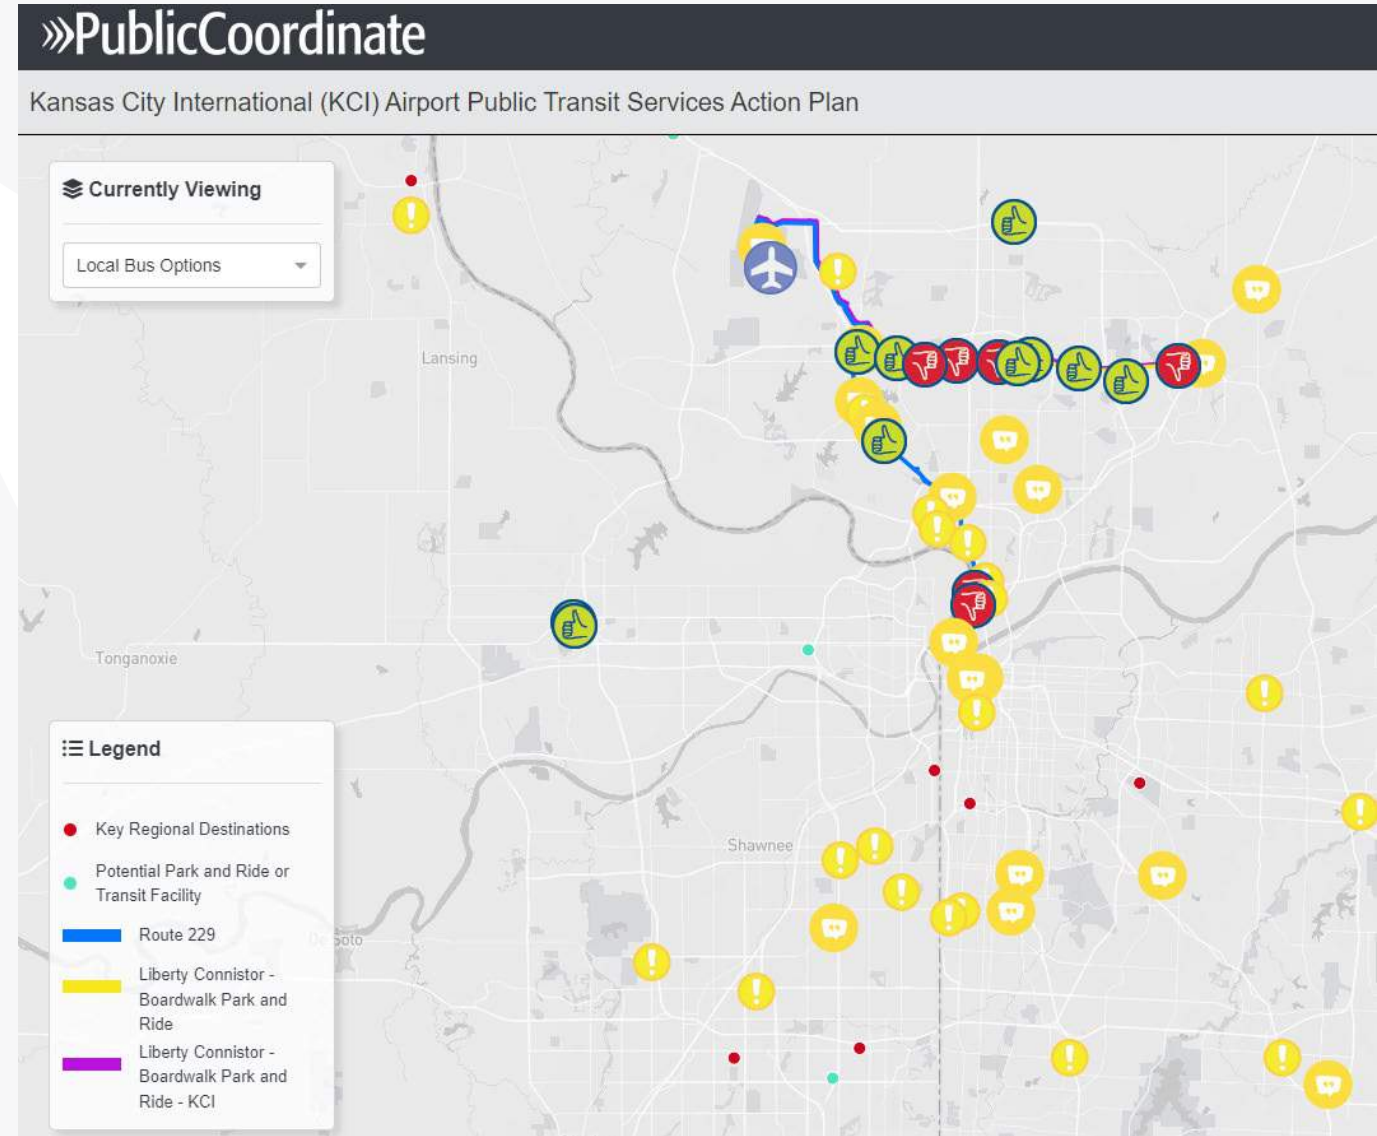 »»PublicCoordinate
Kansas City International (KCI) Airport Public Transit Services Action Plan
Currently Viewing
Local Bus Options
Lansing
Tonganoxie
Shawnee
De Soto
Legend
Key Regional Destinations
Potential Park and Ride or
Transit Facility
Route 229
Liberty Connistor -
Boardwalk Park and
Ride
Liberty Connistor -
Boardwalk Park and
Ride - KCI